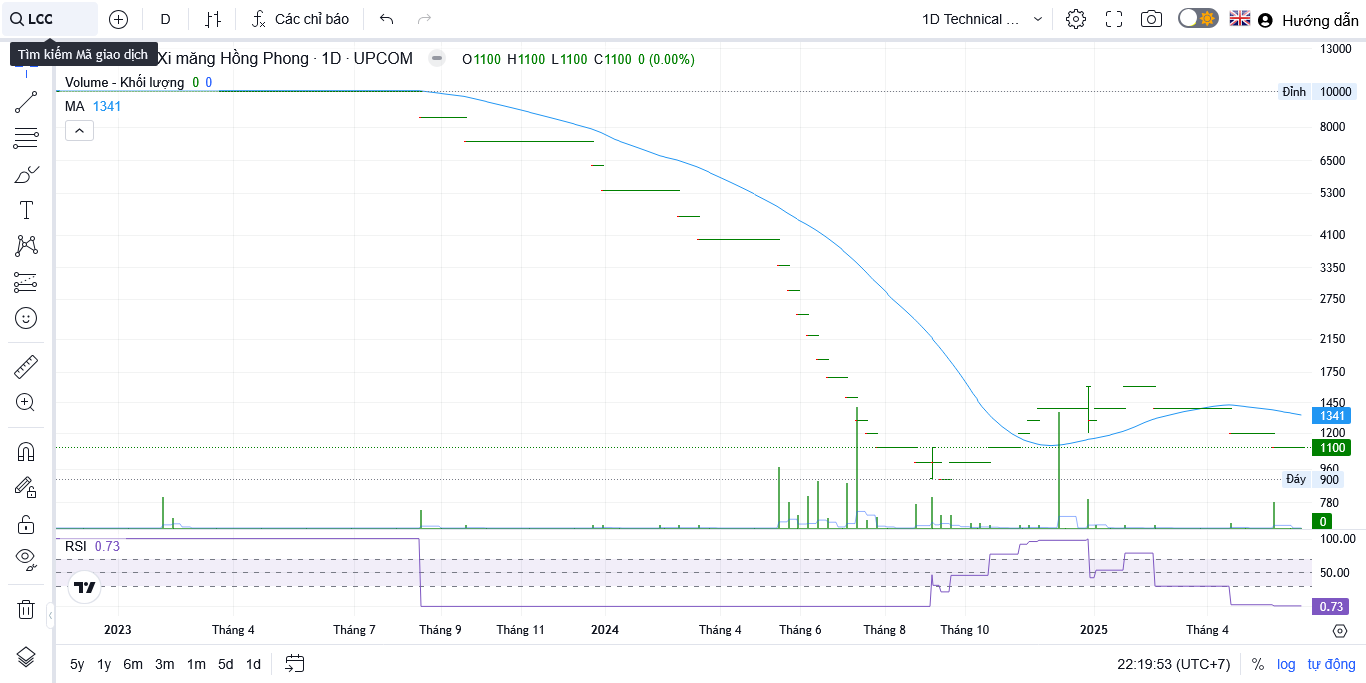 LCC
D
Các chỉ báo
1D Technical ...
Hướng dẫn
Tìm kiếm Mã giao dịch
Xi măng Hồng Phong · 1D · UPCOM
O1100 H1100 L1100 C1100 0 (0.00%)
Volume - Khối lượng 0 0
MA 1341
13000
Đỉnh 10000
8000
6500
5300
4100
3350
2750
2150
1750
1450
1341
1200
1100
960
Đáy 900
780
0
RSI 0.73
100.00
50.00
0.73
2023 Tháng 4 Tháng 7 Tháng 9 Tháng 11 2024 Tháng 4 Tháng 6 Tháng 8 Tháng 10 2025 Tháng 4
5y 1y 6m 3m 1m 5d 1d
22:19:53 (UTC+7) % log tự động